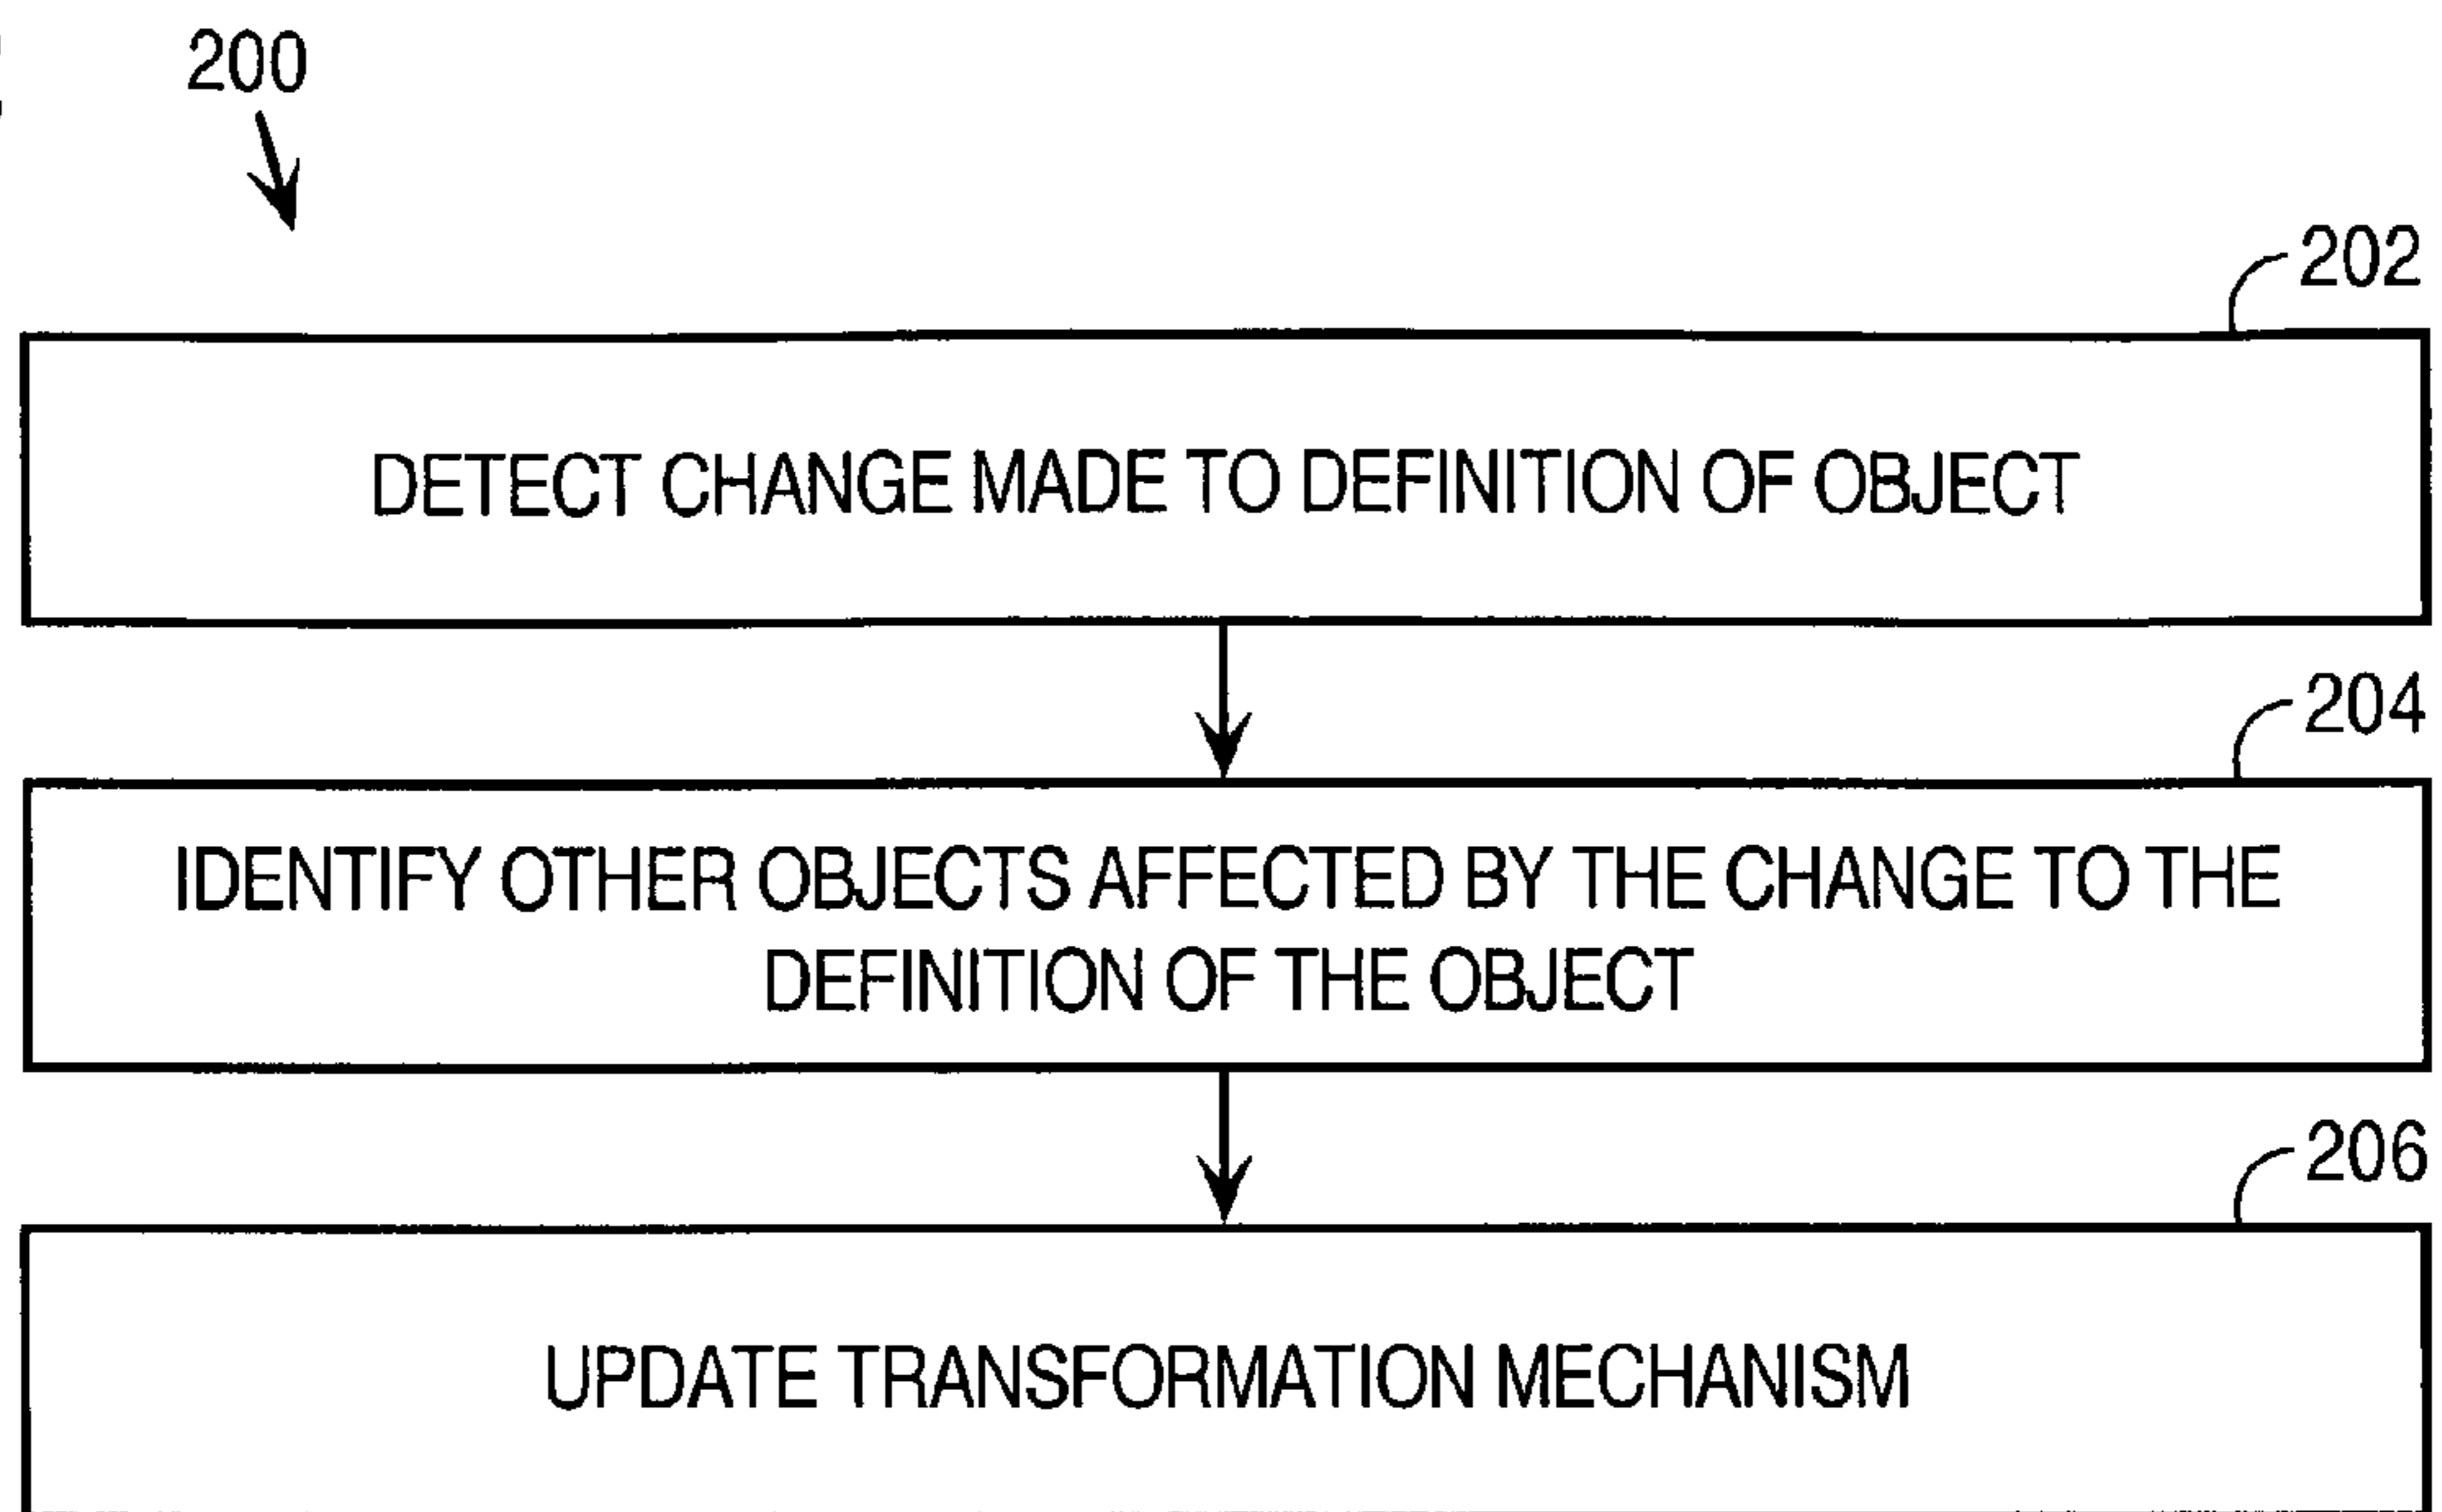 200
202
DETECT CHANGE MADE TO DEFINITION OF OBJECT
204
IDENTIFY OTHER OBJECTS AFFECTED BY THE CHANGE TO THE
DEFINITION OF THE OBJECT
206
UPDATE TRANSFORMATION MECHANISM